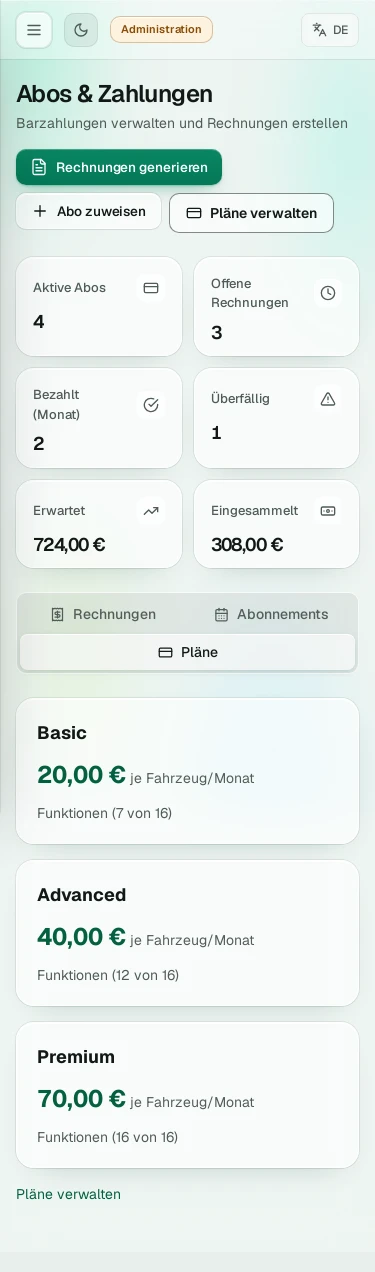 Administration
DE
Abos & Zahlungen
Barzahlungen verwalten und Rechnungen erstellen
Rechnungen generieren
Abo zuweisen
Pläne verwalten
Aktive Abos
4
Offene
Rechnungen
3
Bezahlt
(Monat)
2
Überfällig
1
Erwartet
724,00 €
Eingesammelt
308,00 €
Rechnungen
Abonnements
Pläne
Basic
20,00 € je Fahrzeug/Monat
Funktionen (7 von 16)
Advanced
40,00 € je Fahrzeug/Monat
Funktionen (12 von 16)
Premium
70,00 € je Fahrzeug/Monat
Funktionen (16 von 16)
Pläne verwalten